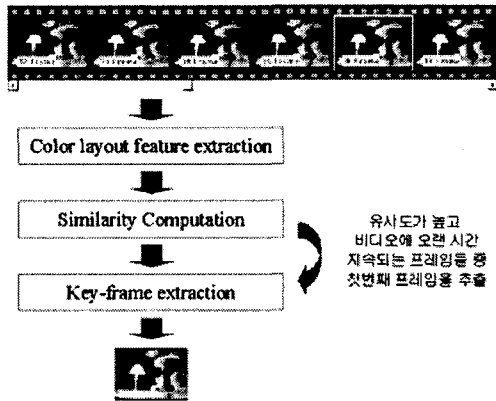 Color layout feature extraction
Similarity Computation
유사도가 높고
비디오에 오랜 시간
지속되는 프레임들 중
첫번째 프레임을 추출
Key-frame extraction